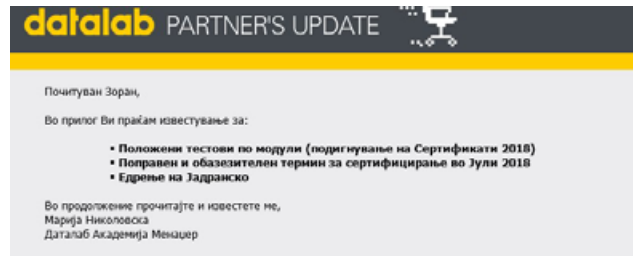 datalab PARTNER'S UPDATE
Почитуван Зоран,
Во прилог Ви праќам известување за:
▪ Положени тестови по модули (подигнување на Сертификати 2018)
▪ Поправен и обазезителен термин за сертифицирање во Јули 2018
▪ Едрење на Јадранско
Во продолжение прочитајте и известете ме,
Марија Николовска
Даталаб Академија Менаџер